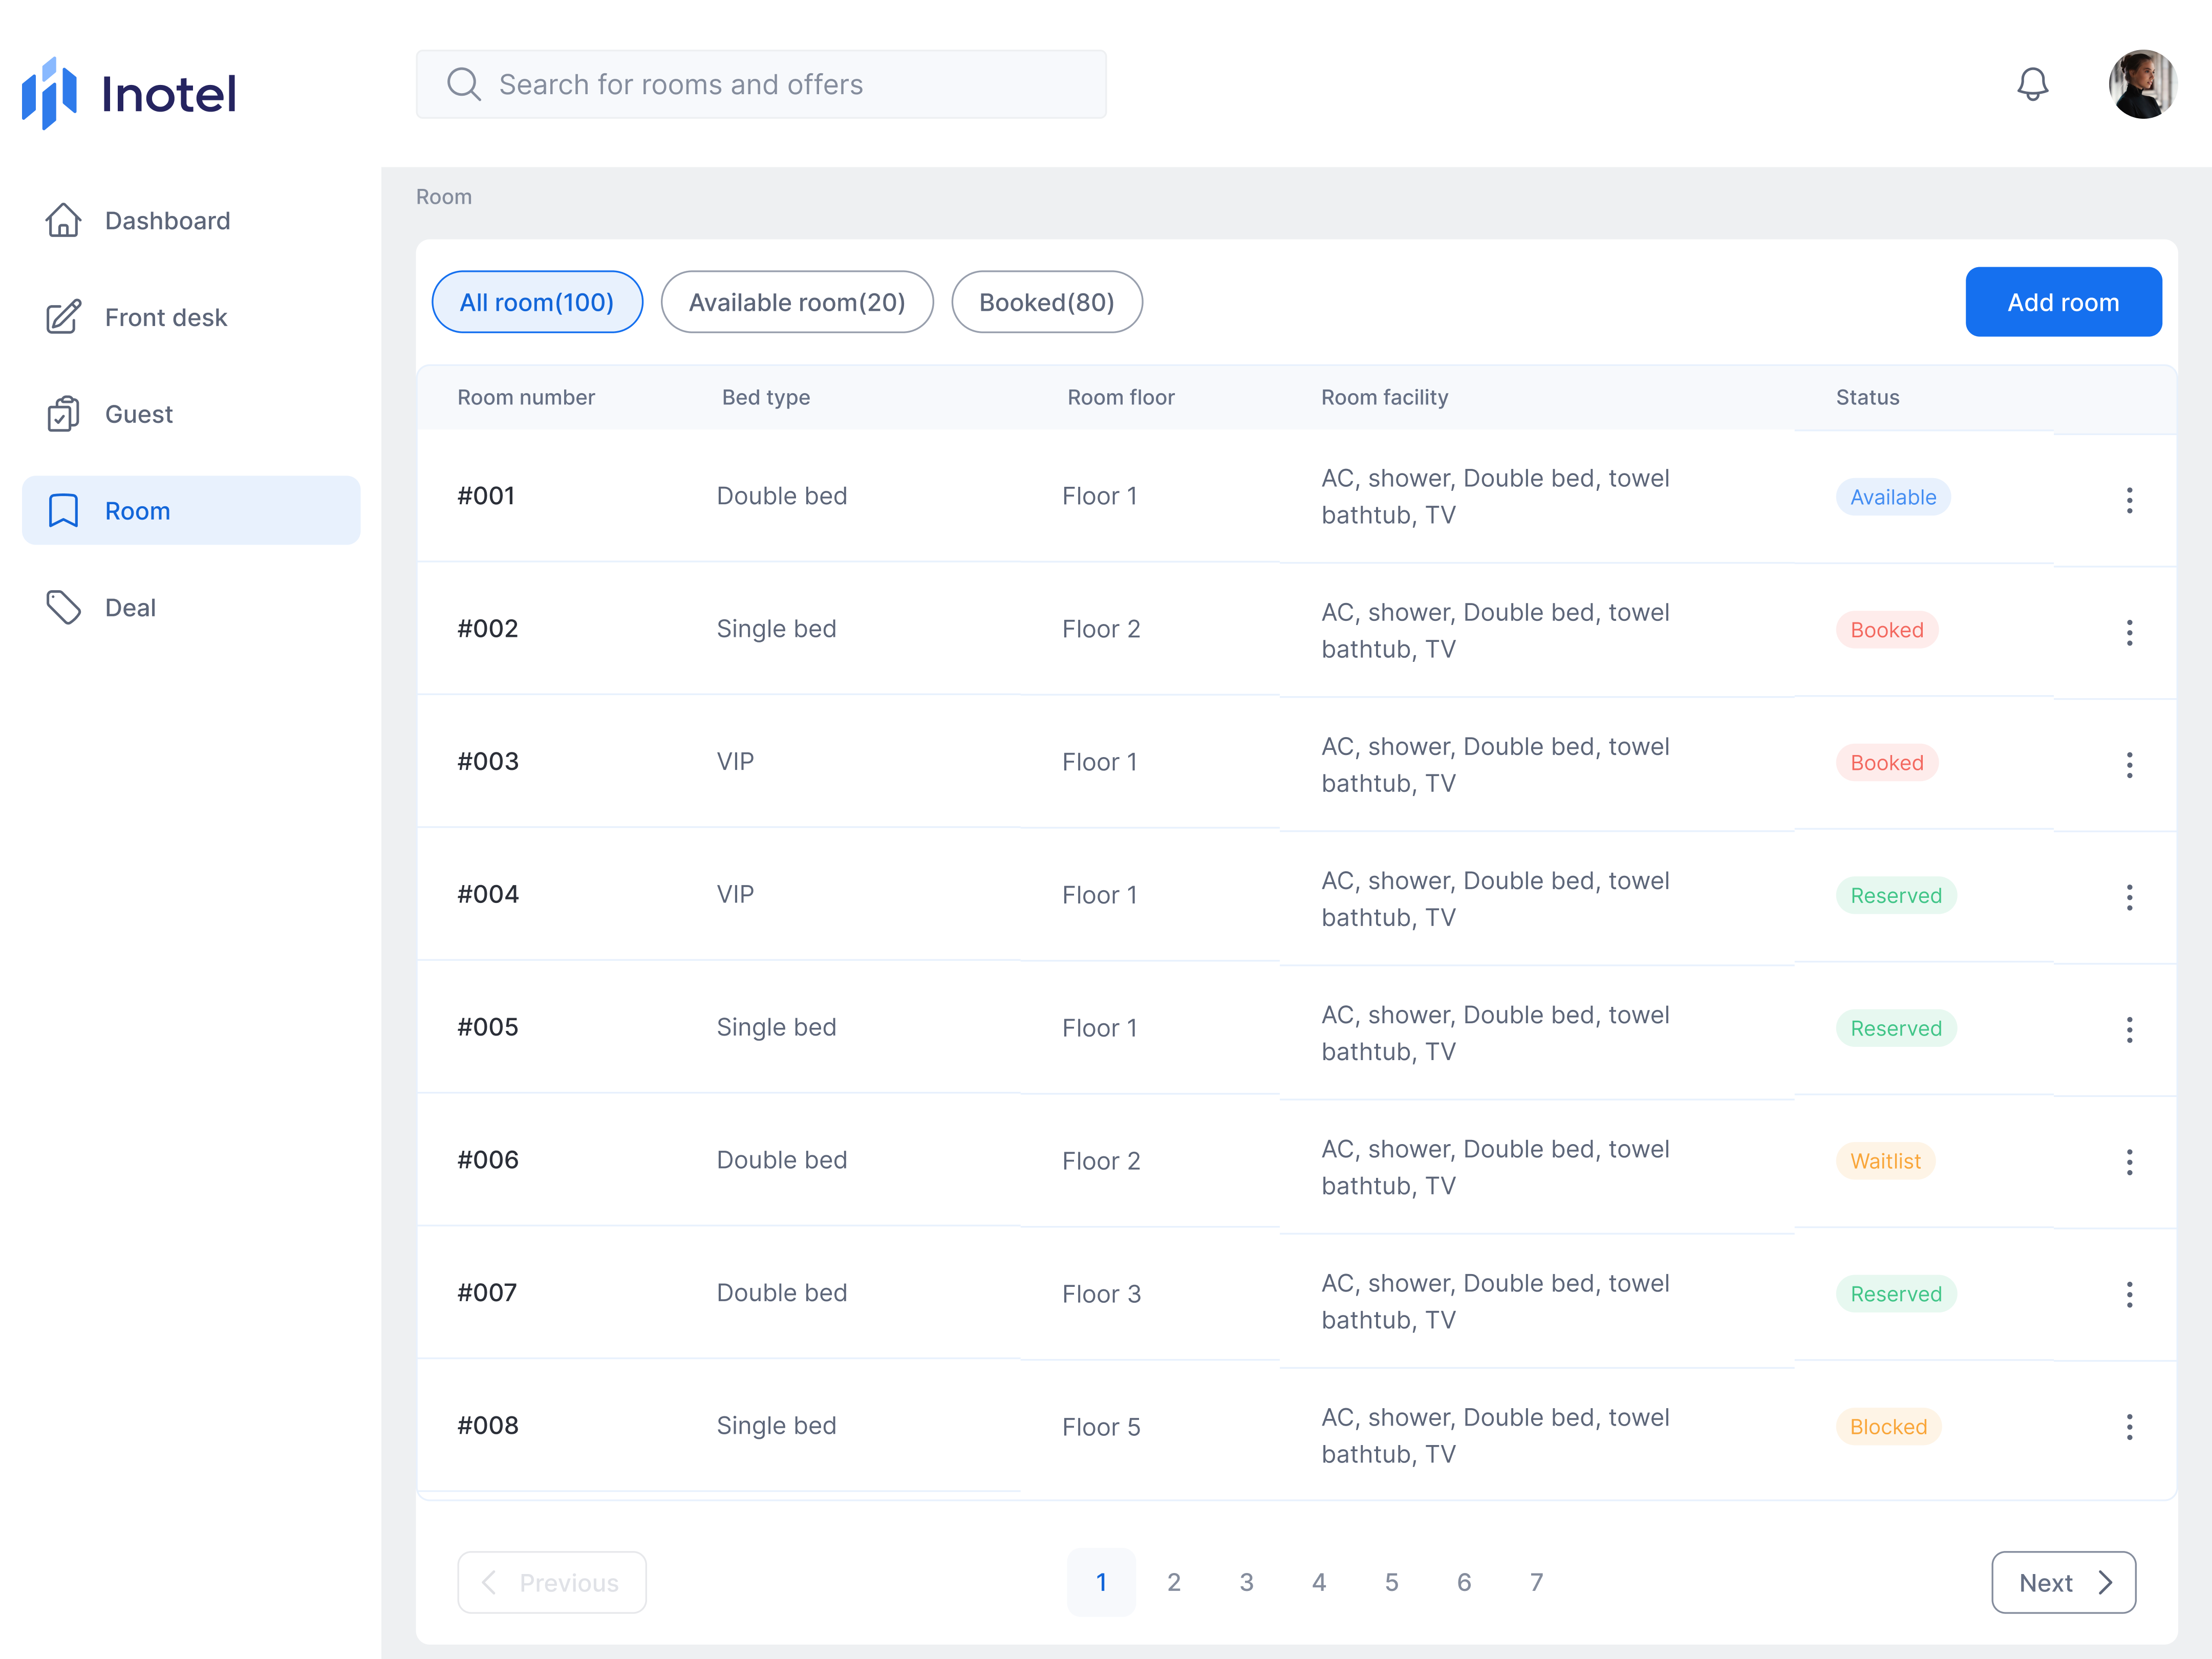 Inotel
Search for rooms and offers
Dashboard
Front desk
Guest
Room
Deal
Room
All room(100) Available room(20) Booked(80) Add room
Room number Bed type Room floor Room facility Status
#001 Double bed Floor 1 AC, shower, Double bed, towel
bathtub, TV Available
#002 Single bed Floor 2 AC, shower, Double bed, towel
bathtub, TV Booked
#003 VIP Floor 1 AC, shower, Double bed, towel
bathtub, TV Booked
#004 VIP Floor 1 AC, shower, Double bed, towel
bathtub, TV Reserved
#005 Single bed Floor 1 AC, shower, Double bed, towel
bathtub, TV Reserved
#006 Double bed Floor 2 AC, shower, Double bed, towel
bathtub, TV Waitlist
#007 Double bed Floor 3 AC, shower, Double bed, towel
bathtub, TV Reserved
#008 Single bed Floor 5 AC, shower, Double bed, towel
bathtub, TV Blocked
Previous 1 2 3 4 5 6 7 Next